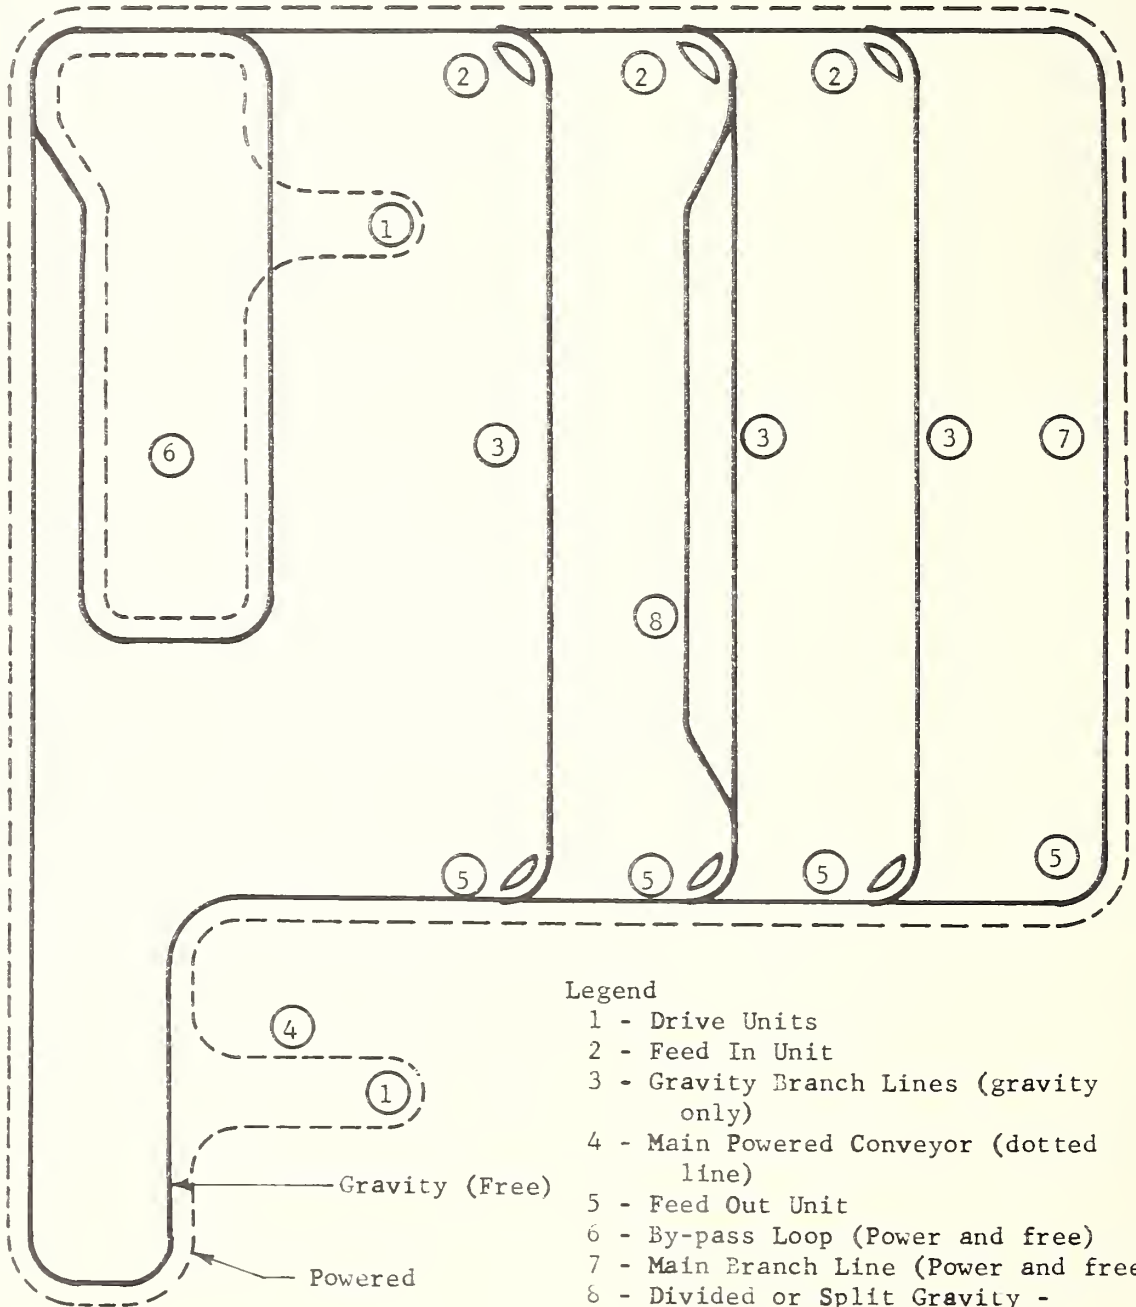 2
2
2
1
3
3
3
7
6
8
5
5
5
5
4
1
Gravity (Free)
Powered
Legend
1 - Drive Units
2 - Feed In Unit
3 - Gravity Branch Lines (gravity
only)
4 - Main Powered Conveyor (dotted
line)
5 - Feed Out Unit
6 - By-pass Loop (Power and free)
7 - Main Branch Line (Power and free
8 - Divided or Split Gravity -